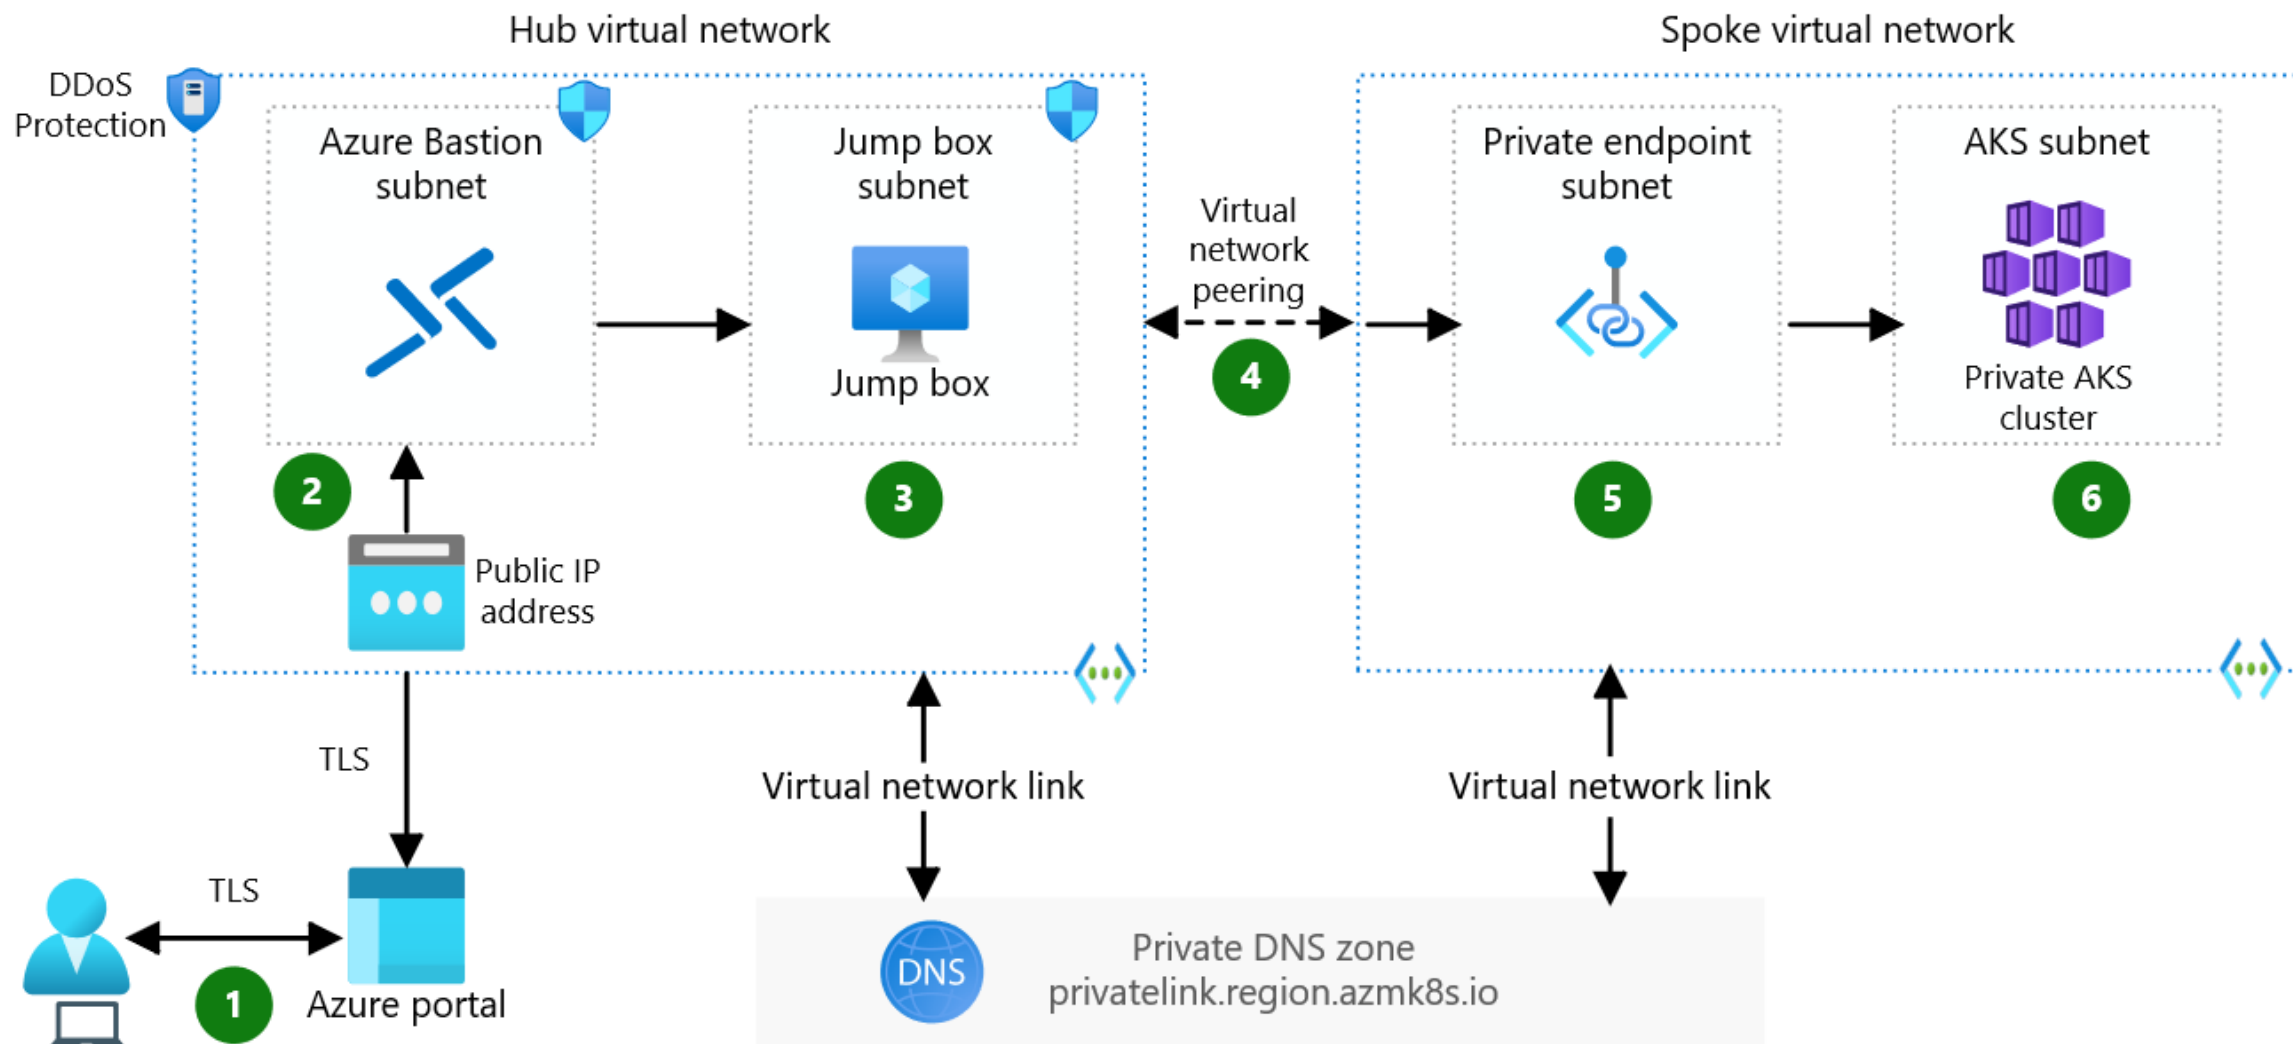 Hub virtual network
Spoke virtual network
DDoS
Protection
Azure Bastion
subnet
Jump box
subnet
Jump box
Virtual
network
peering
Private endpoint
subnet
AKS subnet
Private AKS
cluster
2
3
4
5
6
Public IP
address
TLS
Virtual network link
Virtual network link
TLS
1
Azure portal
DNS
Private DNS zone
privatelink.region.azmk8s.io